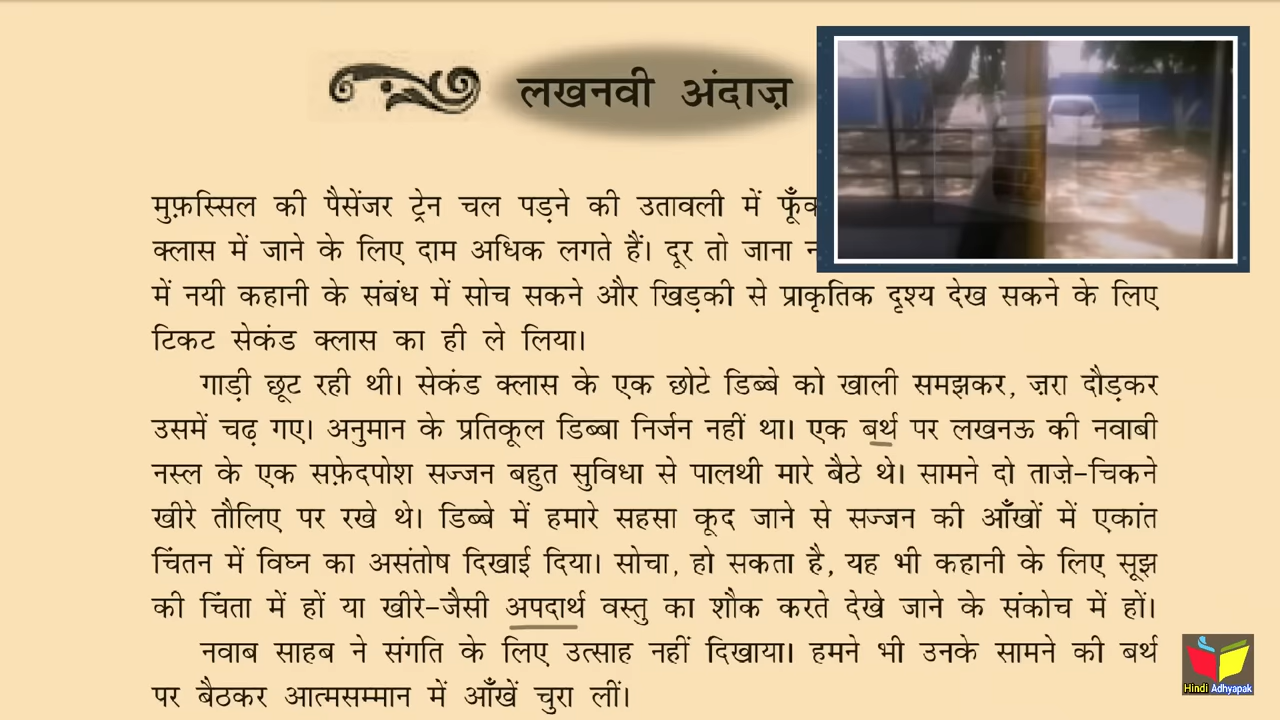 लखनवी अंदाज़
मुफ़स्सिल की पैसेंजर ट्रेन चल पड़ने की उतावली में
क्लास में जाने के लिए दाम अधिक लगते हैं। दूर तो जाना
में नयी कहानी के संबंध में सोच सकने और खिड़की से प्राकृतिक दृश्य देख सकने के लिए
टिकट सेकंड क्लास का ही ले लिया।
गाड़ी छूट रही थी। सेकंड क्लास के एक छोटे डिब्बे को खाली समझकर, ज़रा दौड़कर
उसमें चढ़ गए। अनुमान के प्रतिकूल डिब्बा निर्जन नहीं था। एक बर्थ पर लखनऊ की नवाबी
नस्ल के एक सफ़ेदपोश सज्जन बहुत सुविधा से पालथी मारे बैठे थे। सामने दो ताज़े-चिकने
खीरे तौलिए पर रखे थे। डिब्बे में हमारे सहसा कूद जाने से सज्जन की आँखों में एकांत
चिंतन में विघ्न का असंतोष दिखाई दिया। सोचा, हो सकता है, यह भी कहानी के लिए सूझ
की चिंता में हों या खीरे-जैसी अपदार्थ वस्तु का शौक करते देखे जाने के संकोच में हों।
नवाब साहब ने संगति के लिए उत्साह नहीं दिखाया। हमने भी उनके सामने की बर्थ
पर बैठकर आत्मसम्मान में आँखें चुरा लीं।
Hindi Adhyapak